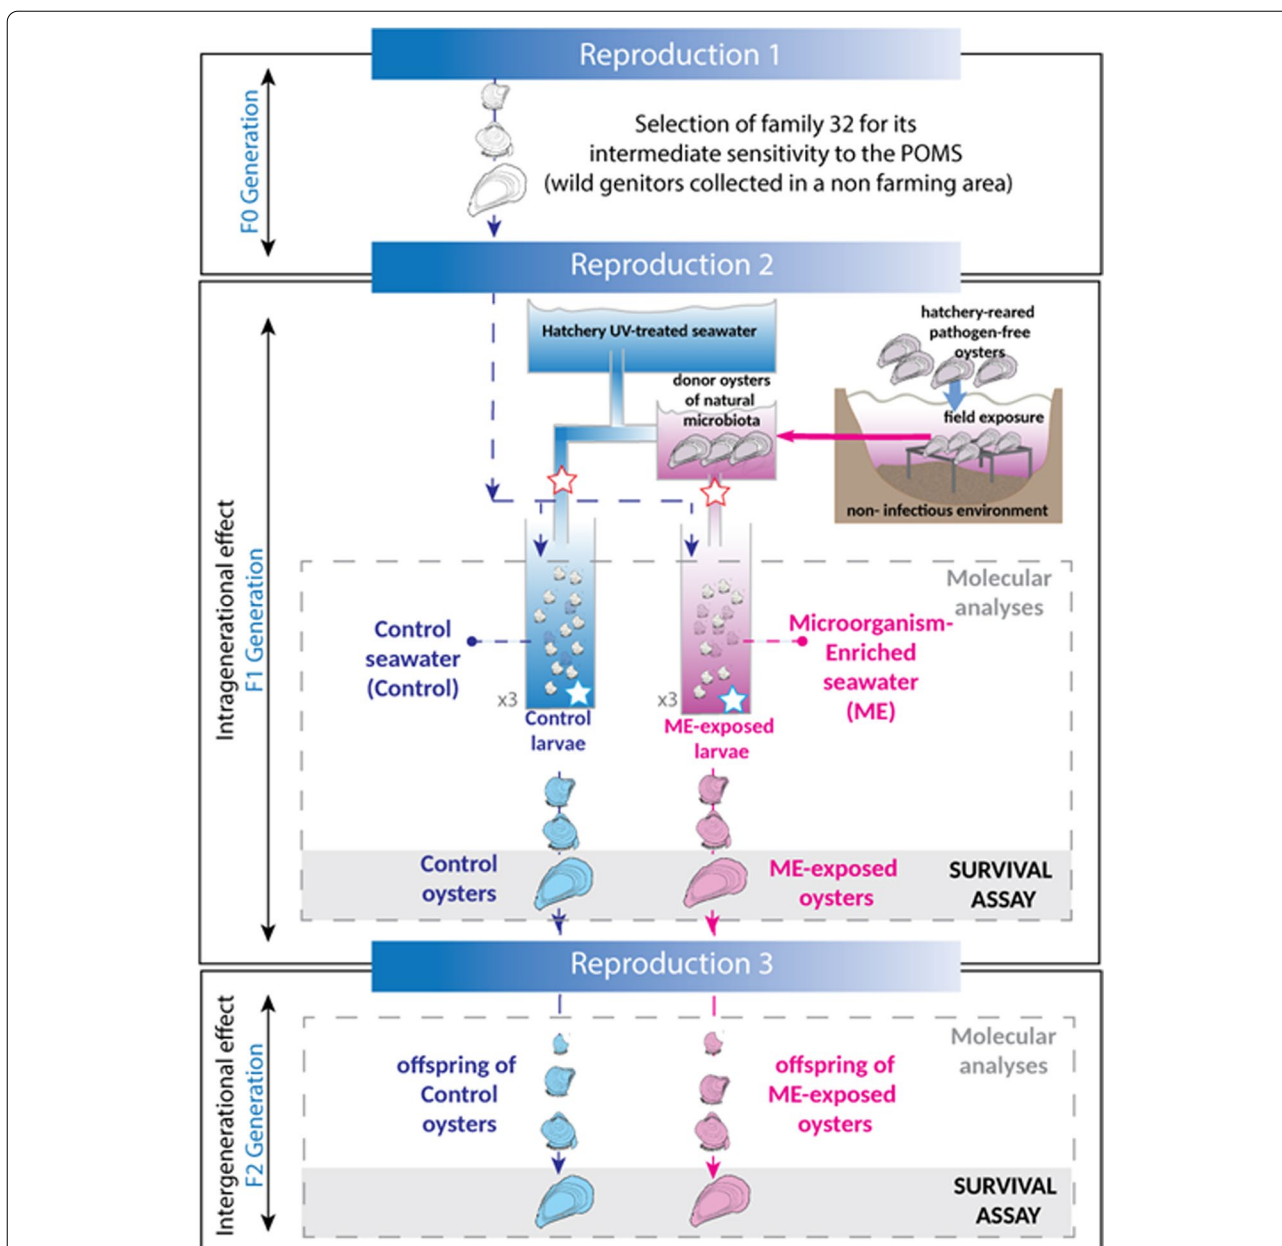 Reproduction 1
F0 Generation
Selection of family 32 for its
intermediate sensitivity to the POMS
(wild genitors collected in a non farming area)
Reproduction 2
Intragenerational effect
F1 Generation
Hatchery UV-treated seawater
hatchery-reared
pathogen-free
oysters
donor oysters
of natural
microbiota
field exposure
non- infectious environment
Molecular
analyses
Control
seawater
(Control)
Microorganism-
Enriched
seawater
(ME)
x3
x3
Control
larvae
ME-exposed
larvae
Control
oysters
ME-exposed
oysters
SURVIVAL
ASSAY
Reproduction 3
Intergenerational effect
F2 Generation
Molecular
analyses
offspring of
Control
oysters
offspring of
ME-exposed
oysters
SURVIVAL
ASSAY